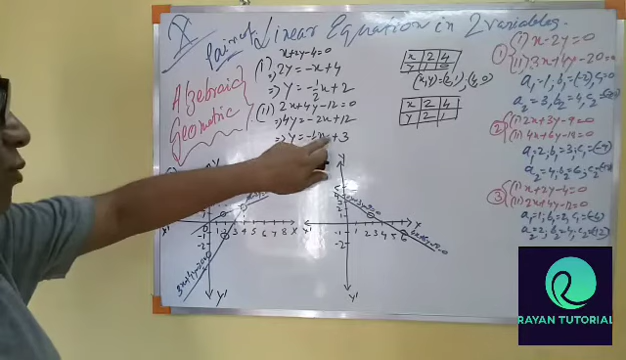 X
Pair of Linear Equation in 2 variables.
Algebraic
Geometric
x+2y-4=0
(I) 2y = -x+4
⇒ y = -1/2 x + 2
(II) 2x+4y-12=0
⇒ 4y = -2x+12
⇒ y = -1/2 x + 3
x 2 4
y 1 0
(x,y) = (2,1), (4,0)
x 2 4
y 2 1
① (I) x-2y=0
(II) 3x+4y-20=0
a₁=1, b₁=(-2), c₁=0
a₂=3, b₂=4, c₂=(-20)
② (I) 2x+3y-9=0
(II) 4x+6y-18=0
a₁=2, b₁=3, c₁=(-9)
a₂=4, b₂=6, c₂=(-18)
③ (I) x+2y-4=0
(II) 2x+4y-12=0
a₁=1, b₁=2, c₁=(-4)
a₂=2, b₂=4, c₂=(-12)
3x+4y-20=0
X' X
Y'
Y
X' X
Y'
RAYAN TUTORIAL